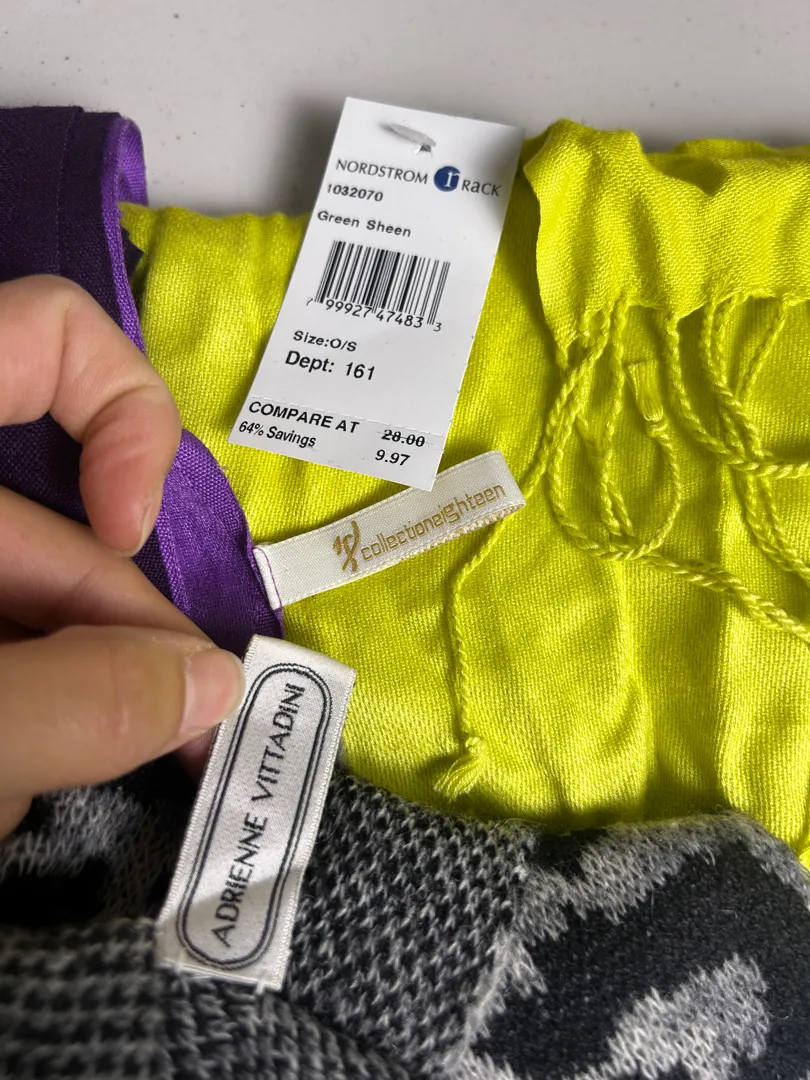 NORDSTROM r RACK
1032070
Green Sheen
7 99927 47483 3
Size:O/S
Dept: 161
COMPARE AT 28.00
64% Savings 9.97
18 collectioneighteen
ADRIENNE VITTADINI